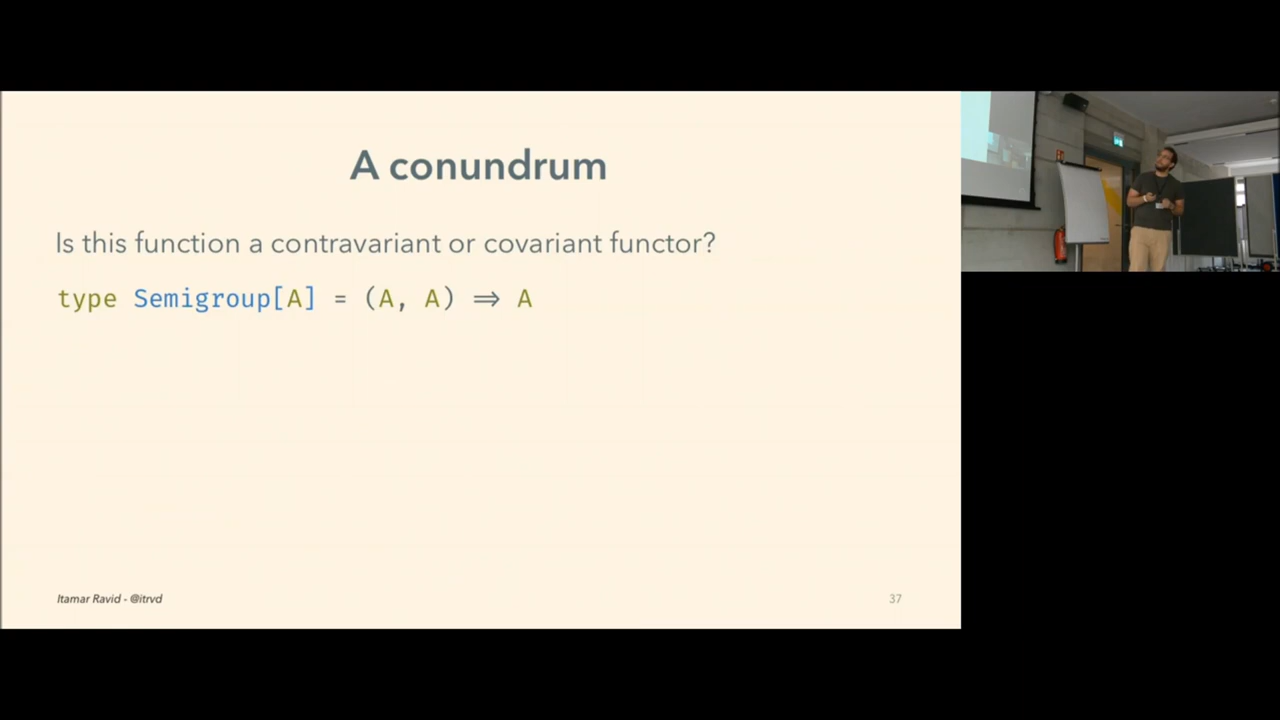 A conundrum
Is this function a contravariant or covariant functor?
type Semigroup[A] = (A, A) ⇒ A
Itamar Ravid - @itrvd
37